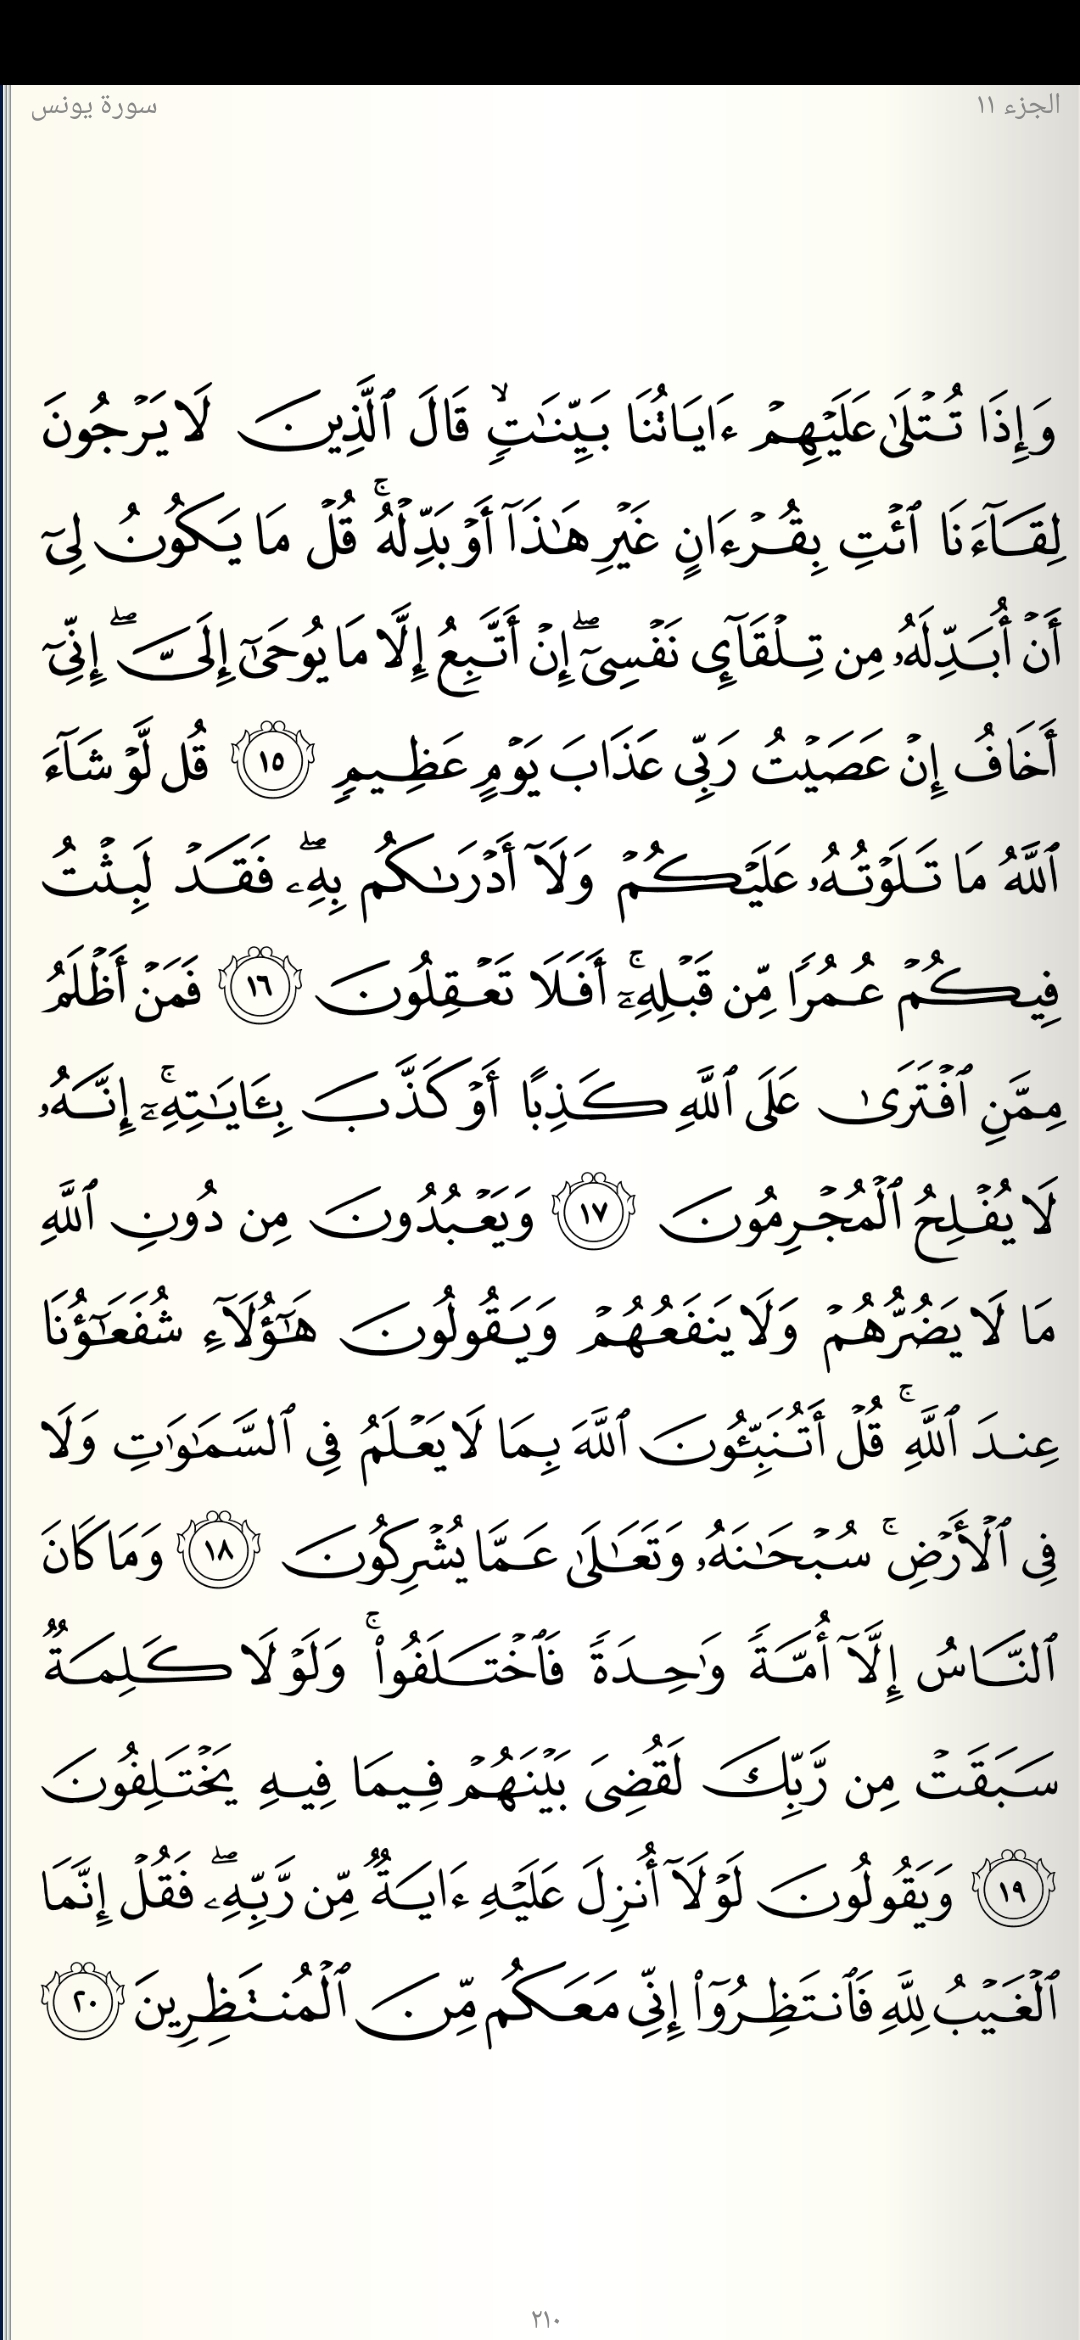 الجزء ١١
سورة يونس
وَإِذَا تُتۡلَىٰ عَلَيۡهِمۡ ءَايَاتُنَا بَيِّنَٰتٖ قَالَ ٱلَّذِينَ لَا يَرۡجُونَ
لِقَآءَنَا ٱئۡتِ بِقُرۡءَانٍ غَيۡرِ هَٰذَآ أَوۡ بَدِّلۡهُۚ قُلۡ مَا يَكُونُ لِيٓ
أَنۡ أُبَدِّلَهُۥ مِن تِلۡقَآيِٕ نَفۡسِيٓۖ إِنۡ أَتَّبِعُ إِلَّا مَا يُوحَىٰٓ إِلَيَّۖ إِنِّيٓ
أَخَافُ إِنۡ عَصَيۡتُ رَبِّي عَذَابَ يَوۡمٍ عَظِيمٖ ١٥ قُل لَّوۡ شَآءَ
ٱللَّهُ مَا تَلَوۡتُهُۥ عَلَيۡكُمۡ وَلَآ أَدۡرَىٰكُم بِهِۦۖ فَقَدۡ لَبِثۡتُ
فِيكُمۡ عُمُرٗا مِّن قَبۡلِهِۦٓۚ أَفَلَا تَعۡقِلُونَ ١٦ فَمَنۡ أَظۡلَمُ
مِمَّنِ ٱفۡتَرَىٰ عَلَى ٱللَّهِ كَذِبًا أَوۡ كَذَّبَ بِـَٔايَٰتِهِۦٓۚ إِنَّهُۥ
لَا يُفۡلِحُ ٱلۡمُجۡرِمُونَ ١٧ وَيَعۡبُدُونَ مِن دُونِ ٱللَّهِ
مَا لَا يَضُرُّهُمۡ وَلَا يَنفَعُهُمۡ وَيَقُولُونَ هَٰٓؤُلَآءِ شُفَعَٰٓؤُنَا
عِندَ ٱللَّهِۚ قُلۡ أَتُنَبِّـُٔونَ ٱللَّهَ بِمَا لَا يَعۡلَمُ فِي ٱلسَّمَٰوَٰتِ وَلَا
فِي ٱلۡأَرۡضِۚ سُبۡحَٰنَهُۥ وَتَعَٰلَىٰ عَمَّا يُشۡرِكُونَ ١٨ وَمَا كَانَ
ٱلنَّاسُ إِلَّآ أُمَّةٗ وَٰحِدَةٗ فَٱخۡتَلَفُواْۚ وَلَوۡلَا كَلِمَةٞ
سَبَقَتۡ مِن رَّبِّكَ لَقُضِيَ بَيۡنَهُمۡ فِيمَا فِيهِ يَخۡتَلِفُونَ
١٩ وَيَقُولُونَ لَوۡلَآ أُنزِلَ عَلَيۡهِ ءَايَةٞ مِّن رَّبِّهِۦۖ فَقُلۡ إِنَّمَا
ٱلۡغَيۡبُ لِلَّهِ فَٱنتَظِرُوٓاْ إِنِّي مَعَكُم مِّنَ ٱلۡمُنتَظِرِينَ ٢٠
٢١٠